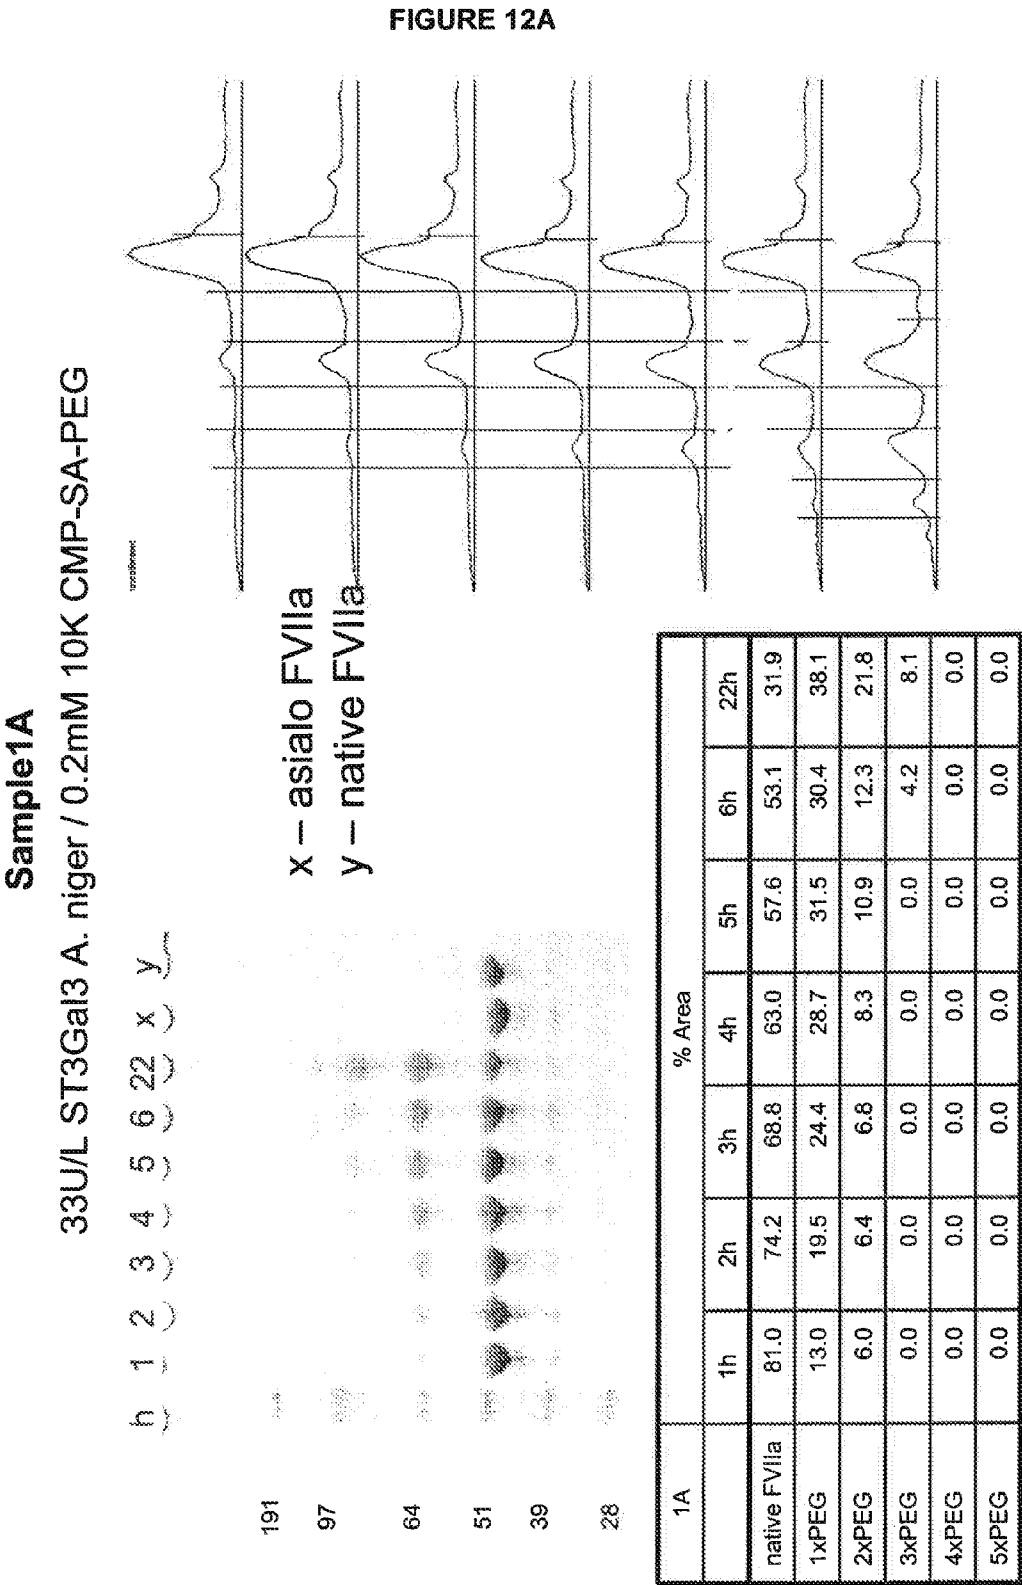 FIGURE 12A
Sample1A
33U/L ST3Gal3 A. niger / 0.2mM 10K CMP-SA-PEG
h 1 2 3 4 5 6 22 x y
191
97
64
51
39
28
x – asialo FVIIa
y – native FVIIa
1A % Area
1h 2h 3h 4h 5h 6h 22h
native FVIIa 81.0 74.2 68.8 63.0 57.6 53.1 31.9
1xPEG 13.0 19.5 24.4 28.7 31.5 30.4 38.1
2xPEG 6.0 6.4 6.8 8.3 10.9 12.3 21.8
3xPEG 0.0 0.0 0.0 0.0 0.0 4.2 8.1
4xPEG 0.0 0.0 0.0 0.0 0.0 0.0 0.0
5xPEG 0.0 0.0 0.0 0.0 0.0 0.0 0.0